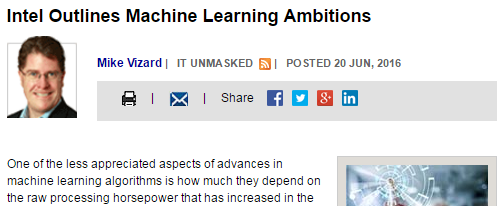 Intel Outlines Machine Learning Ambitions
Mike Vizard | IT UNMASKED | POSTED 20 JUN, 2016
| | Share
One of the less appreciated aspects of advances in
machine learning algorithms is how much they depend on
the raw processing horsepower that has increased in the